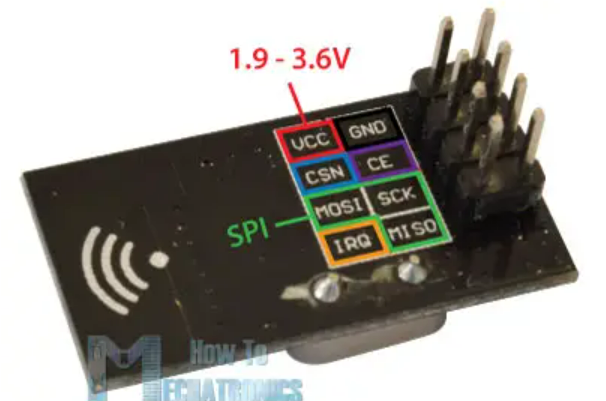 1.9 - 3.6V
VCC GND
CSN CE
SPI MOSI SCK
IRQ MISO
How To
MECHATRONICS